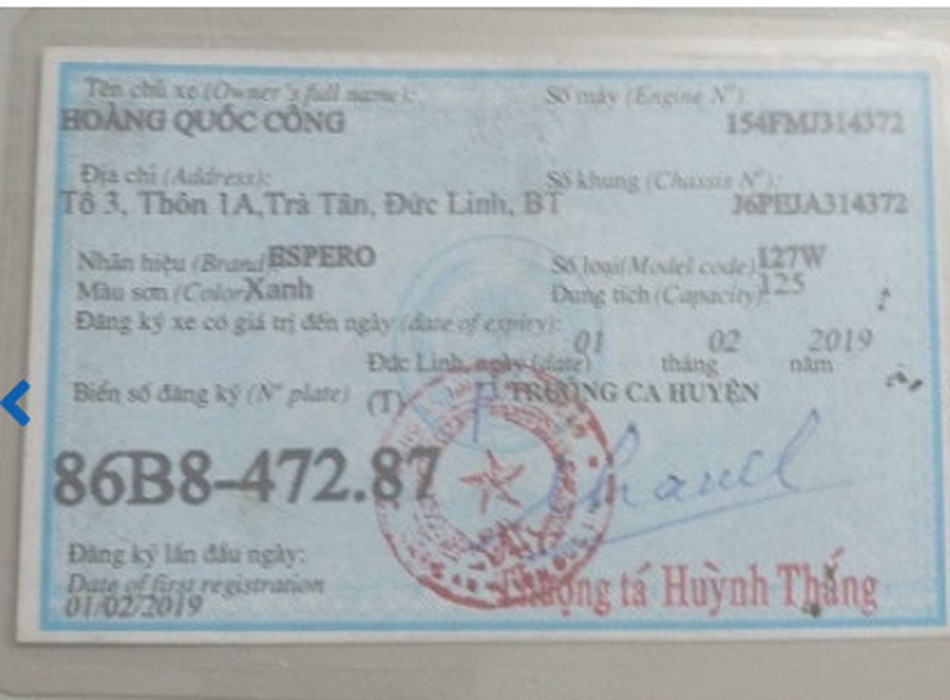 Tên chủ xe (Owner's full name):
HOÀNG QUỐC CÔNG
Số máy (Engine N°):
154FMJ314372
Địa chỉ (Address):
Tổ 3, Thôn 1A,Trà Tân, Đức Linh, BT
Số khung (Chassis N°):
J6PEUA314372
Nhãn hiệu (Brand ESPERO
Số loại(Model code) 127W
Màu sơn (Color Xanh
Dung tích (Capacity): 125
Đăng ký xe có giá trị đến ngày (date of expiry):
01 02 2019
Đức Linh, ngày (date) tháng năm
Biển số đăng ký (N° plate) (T)
TRƯỞNG CA HUYỆN
86B8-472.87
Đăng ký lần đầu ngày:
Date of first registration
01/02/2019
Thượng tá Huỳnh Thắng